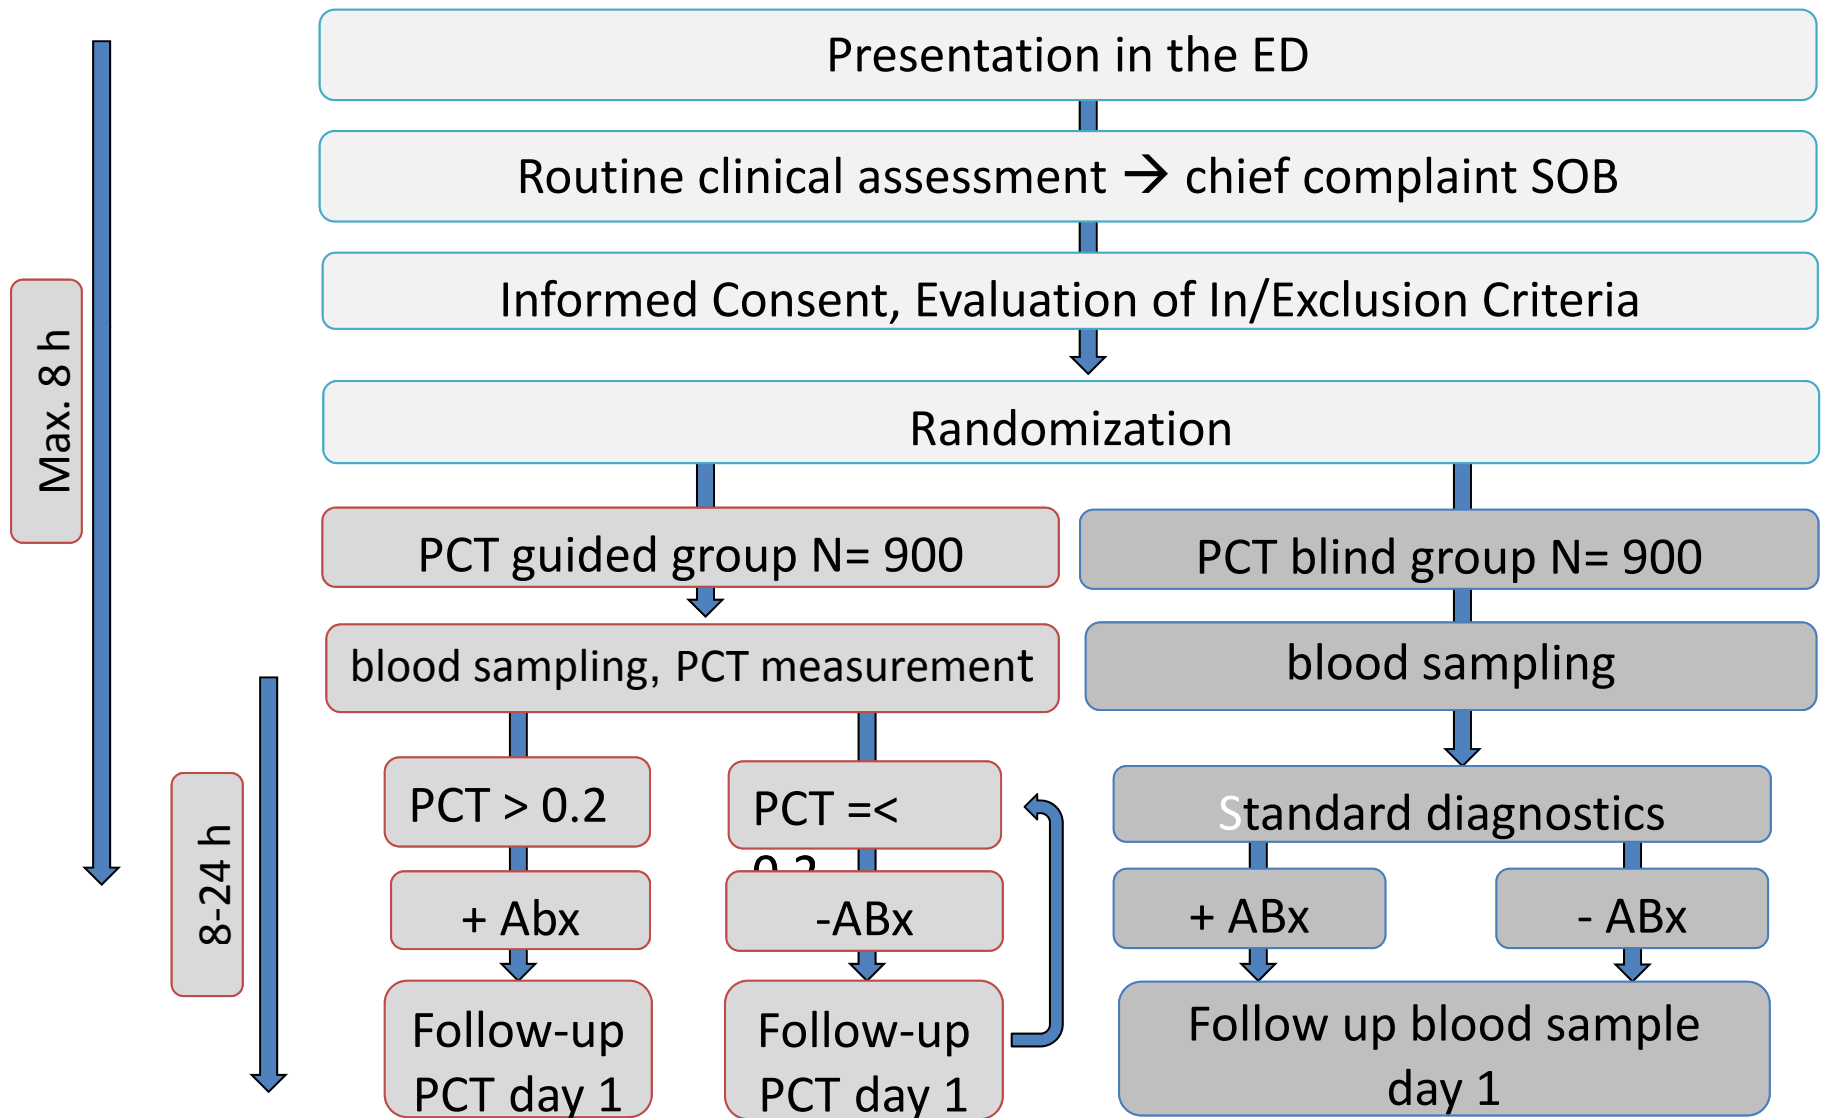 Presentation in the ED
Routine clinical assessment → chief complaint SOB
Informed Consent, Evaluation of In/Exclusion Criteria
Randomization
Max. 8 h
PCT guided group N= 900
PCT blind group N= 900
blood sampling, PCT measurement
blood sampling
8-24 h
PCT > 0.2
PCT =<
Standard diagnostics
+ Abx
-ABx
+ ABx
- ABx
Follow-up
PCT day 1
Follow-up
PCT day 1
Follow up blood sample
day 1